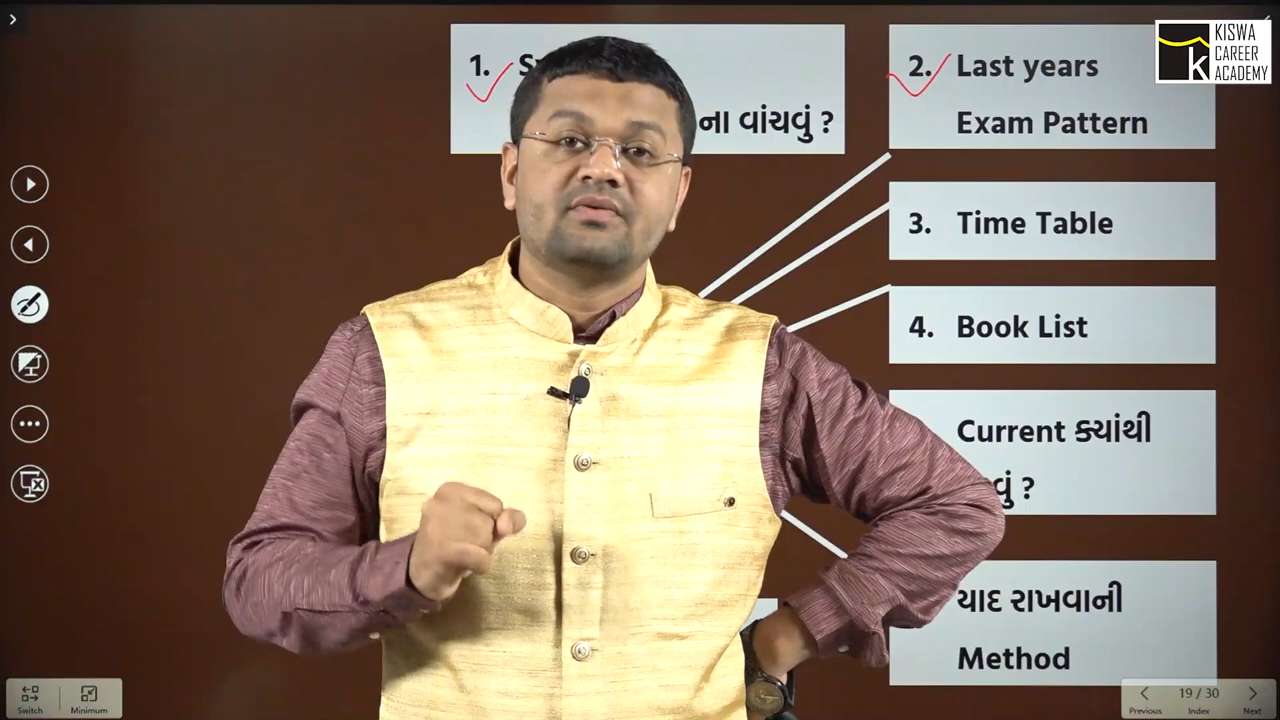 1.
ના વાંચવું ?
2. Last years
Exam Pattern
KISWA
CAREER
ACADEMY
k
3. Time Table
4. Book List
Current ક્યાંથી
?
યાદ રાખવાની
Method
Switch
Minimum
19 / 30
Previous
Index
Next